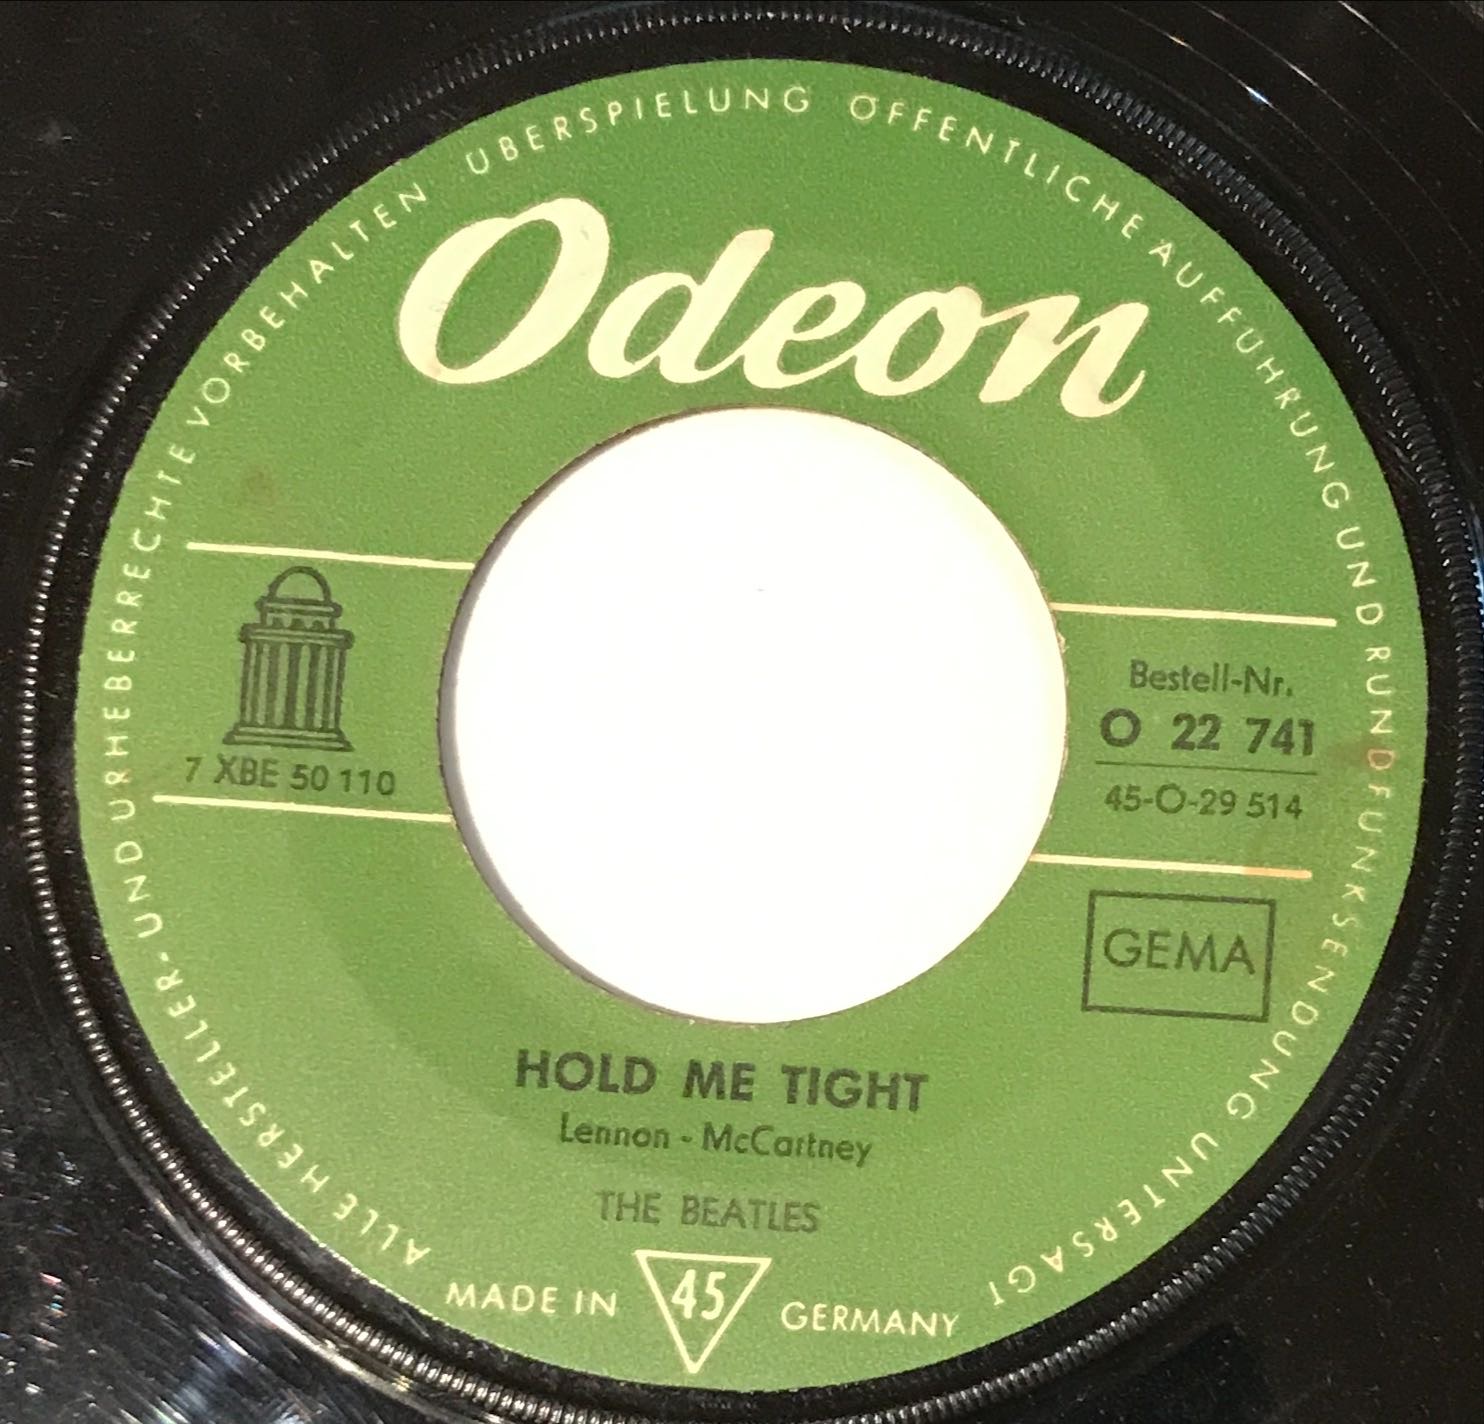 ALLE HERSTELLER- UND URHEBERRECHTE VORBEHALTEN ÜBERSPIELUNG ÖFFENTLICHE AUFFÜHRUNG UND RUNDFUNKSENDUNG UNTERSAGT
Odeon
7 XBE 50 110
Bestell-Nr.
O 22 741
45-O-29 514
GEMA
HOLD ME TIGHT
Lennon - McCartney
THE BEATLES
MADE IN 45 GERMANY